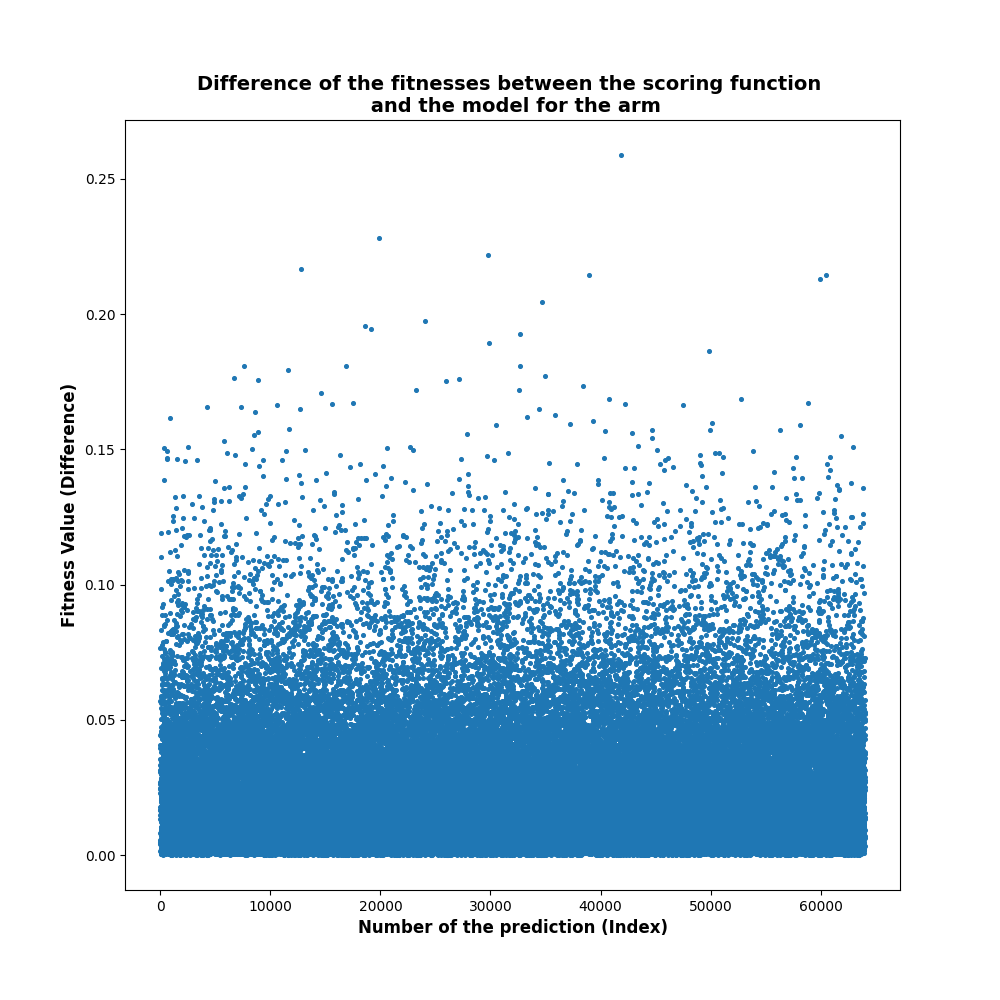 Difference of the fitnesses between the scoring function
and the model for the arm
Fitness Value (Difference)
0.25
0.20
0.15
0.10
0.05
0.00
0 10000 20000 30000 40000 50000 60000
Number of the prediction (Index)